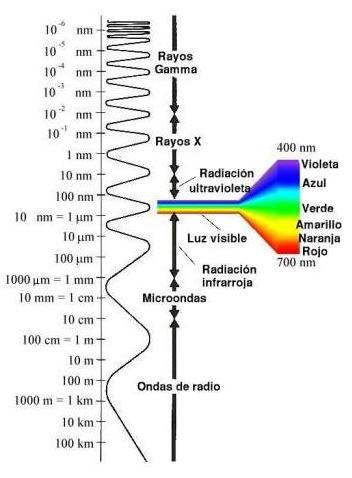 10⁻⁶ nm
10⁻⁵ nm
10⁻⁴ nm
10⁻³ nm
10⁻² nm
10⁻¹ nm
1 nm
10 nm
100 nm
10 nm = 1 µm
10 µm
100 µm
1000 µm = 1 mm
10 mm = 1 cm
10 cm
100 cm = 1 m
10 m
100 m
1000 m = 1 km
10 km
100 km
Rayos
Gamma
Rayos X
Radiación
ultravioleta
Luz visible
Radiación
infrarroja
Microondas
Ondas de radio
400 nm
Violeta
Azul
Verde
Amarillo
Naranja
Rojo
700 nm